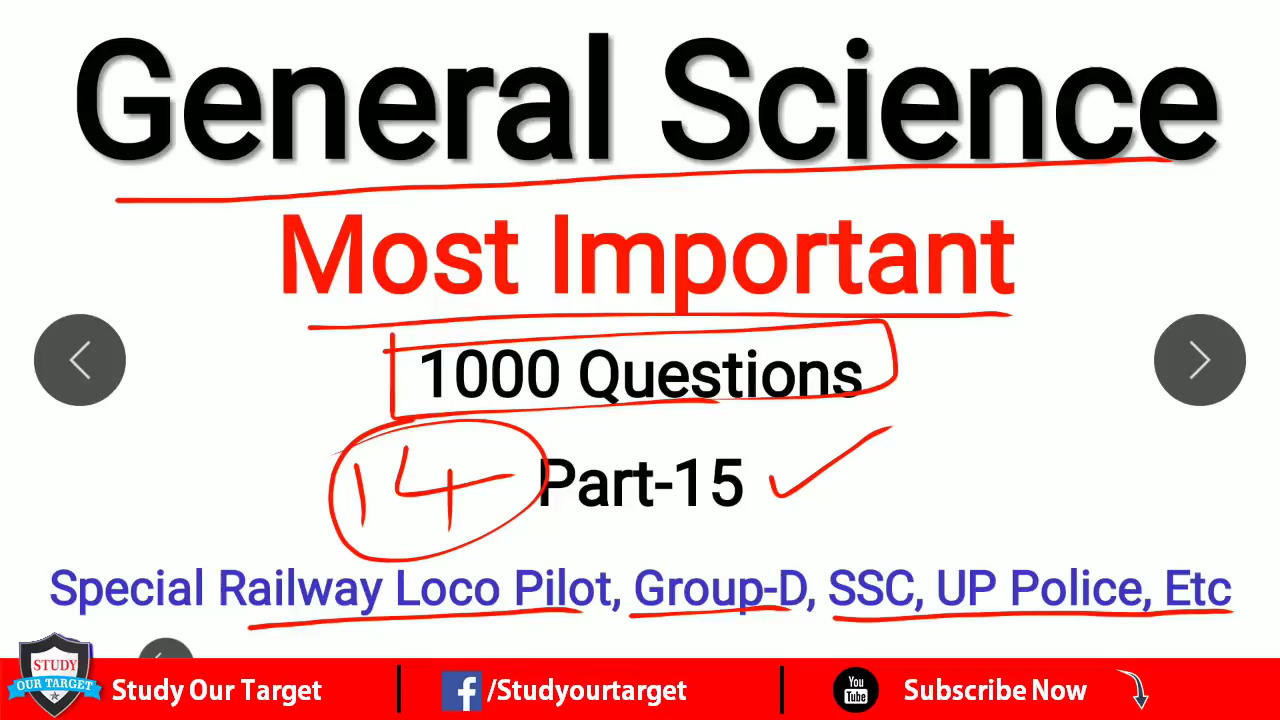 General Science
Most Important
1000 Questions
14 Part-15
Special Railway Loco Pilot, Group-D, SSC, UP Police, Etc
STUDY
OUR TARGET
Study Our Target
f /Studyourtarget
You
Tube
Subscribe Now